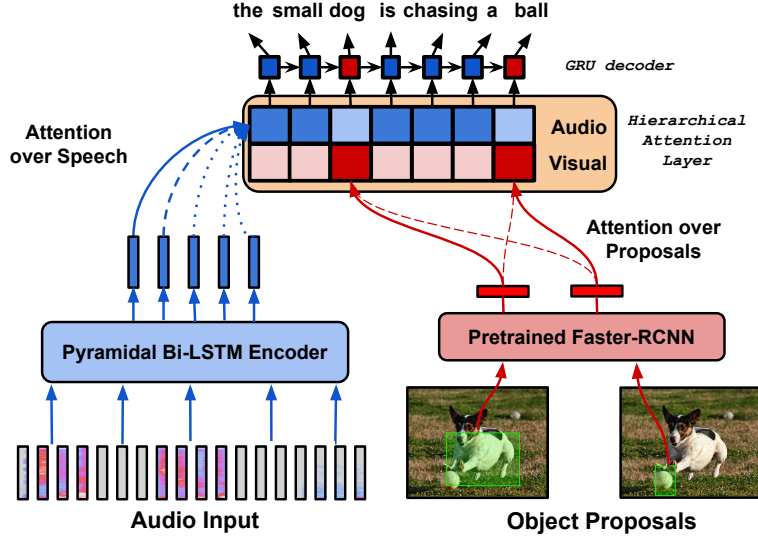 the small dog is chasing a ball
GRU decoder
Attention
over Speech
Audio
Visual
Hierarchical
Attention
Layer
Attention over
Proposals
Pyramidal Bi-LSTM Encoder
Pretrained Faster-RCNN
Audio Input
Object Proposals